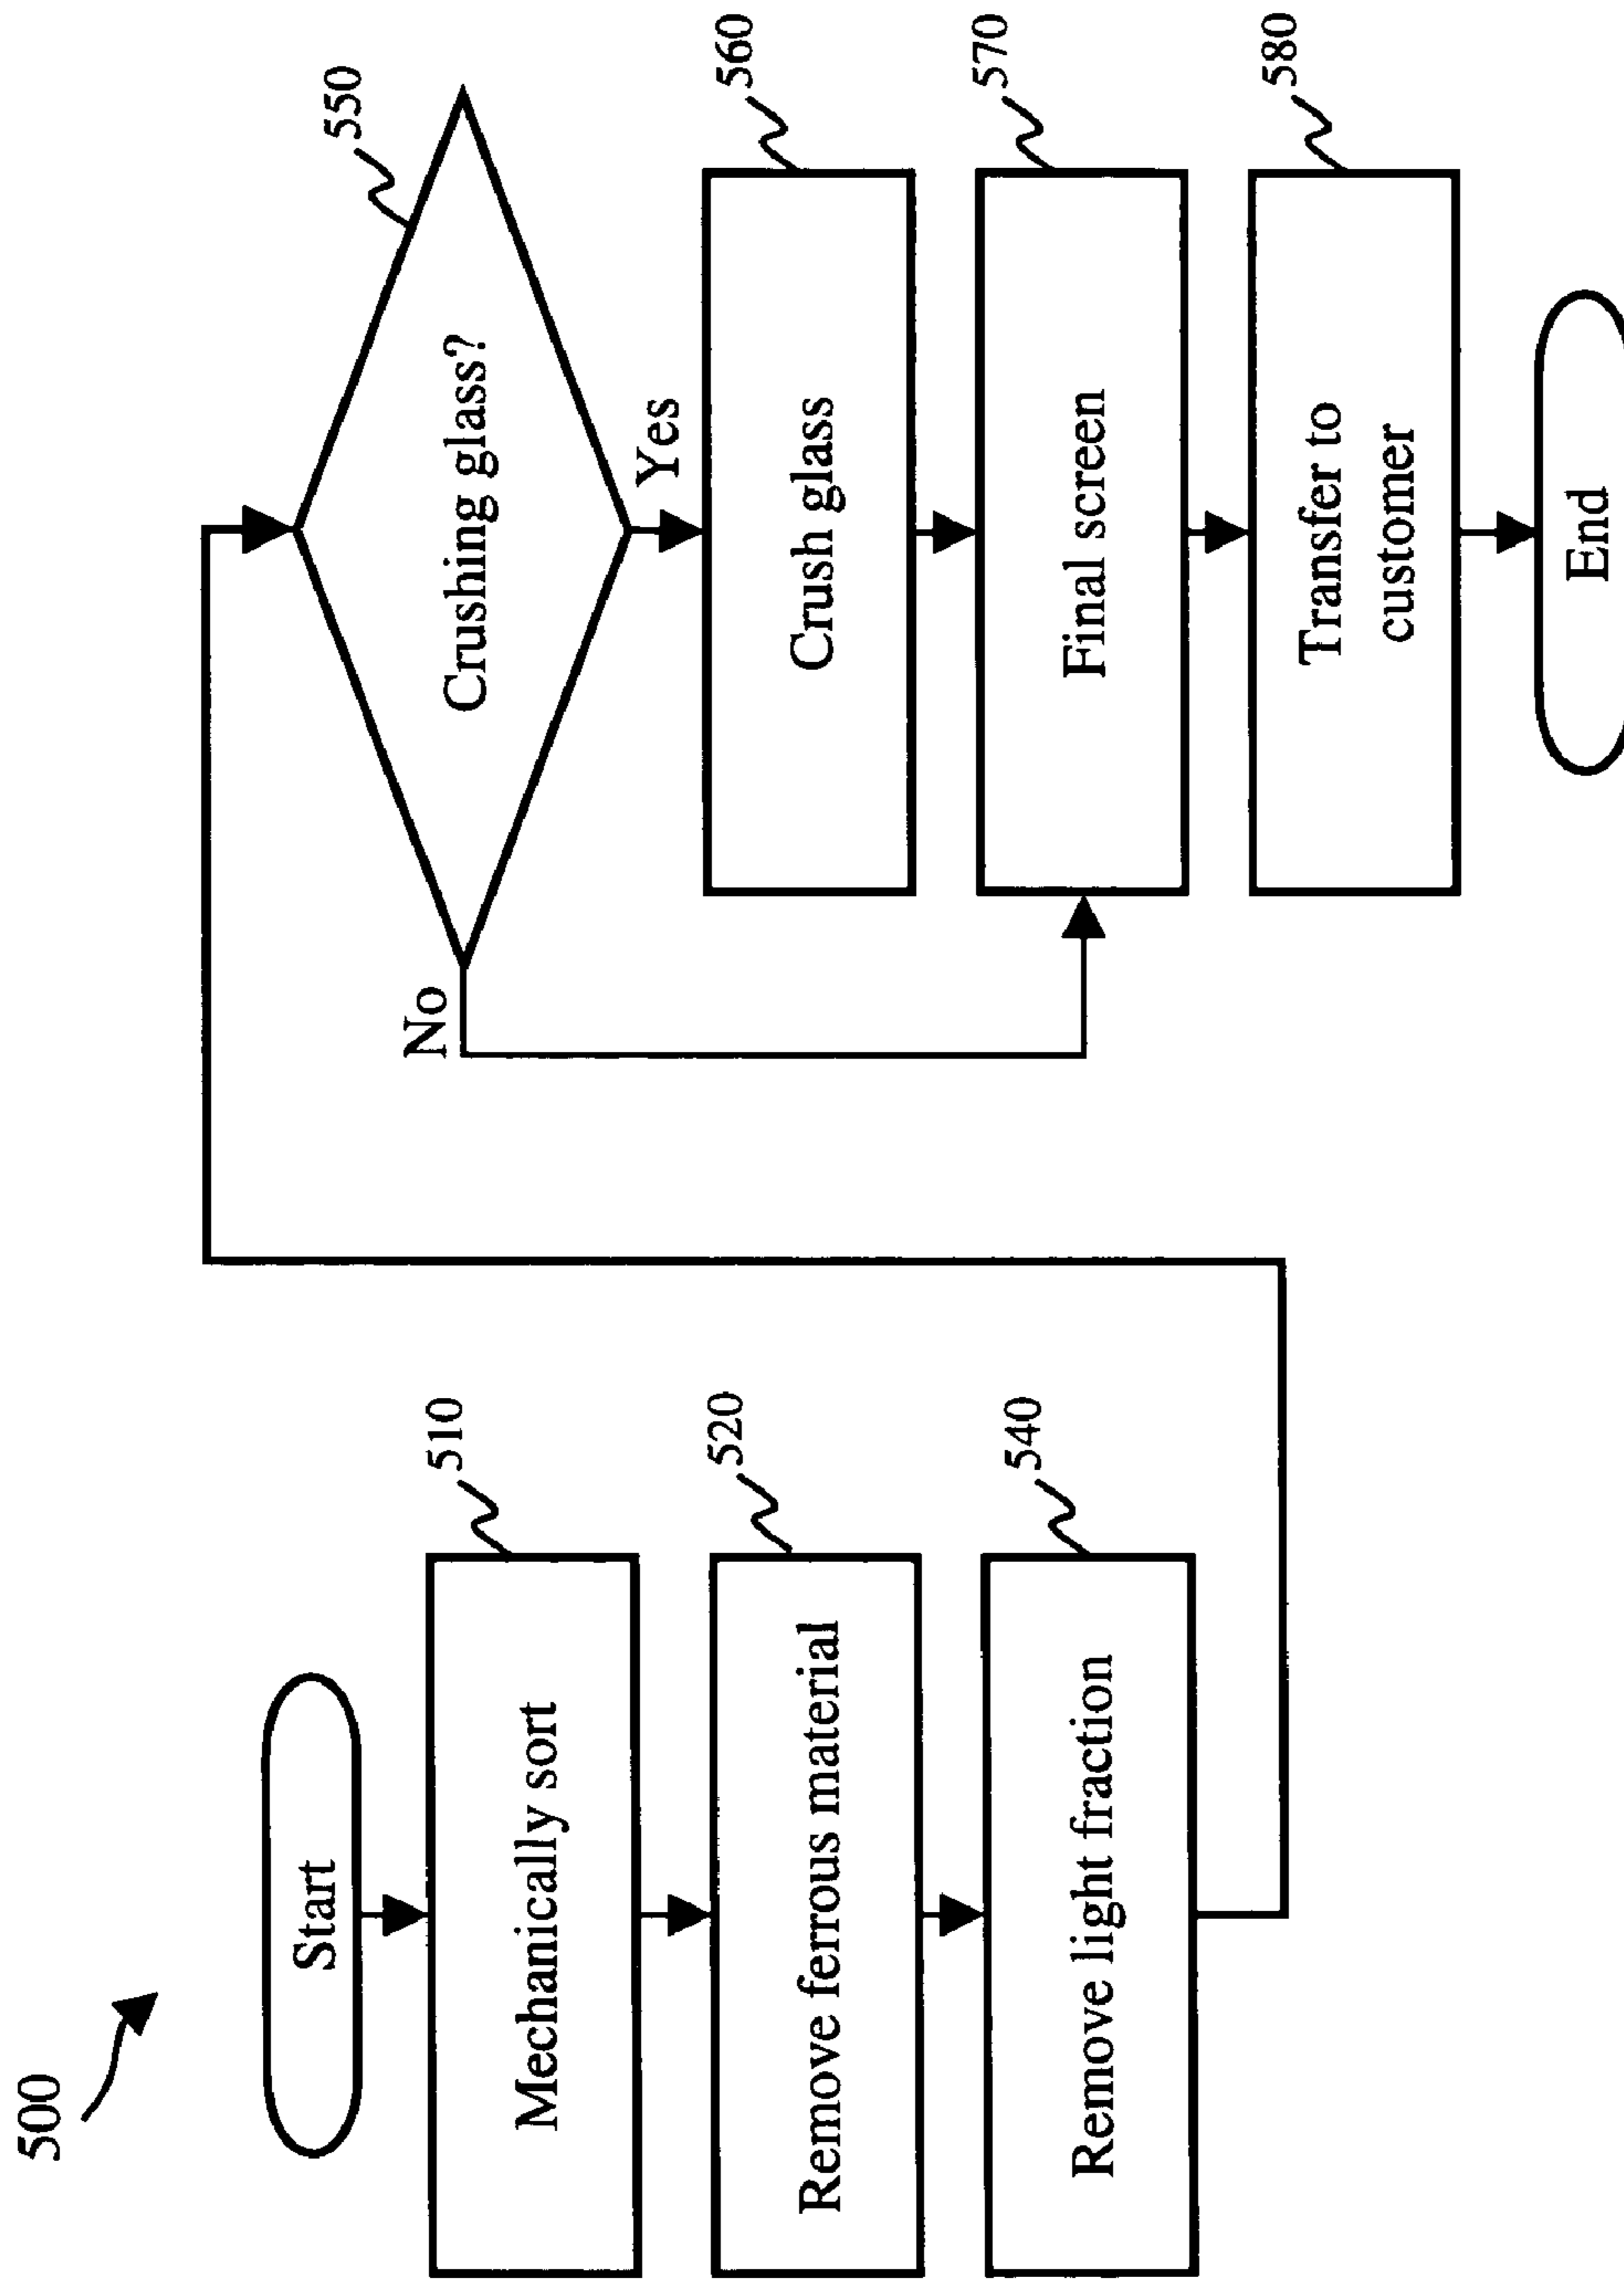 500
Start
Mechanically sort
510
Remove ferrous material
520
Remove light fraction
540
Crushing glass?
550
No
Yes
Crush glass
560
Final screen
570
Transfer to
customer
580
End